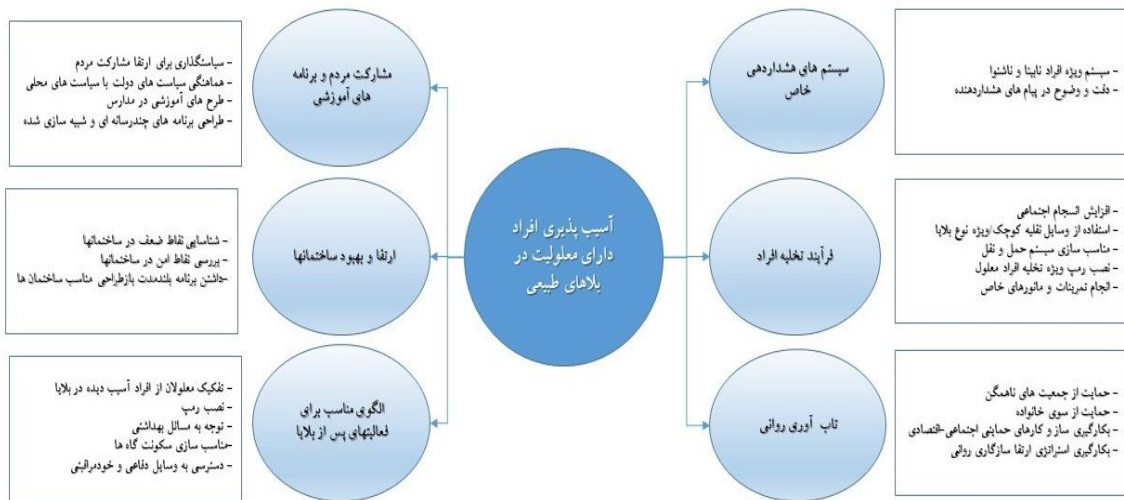 سیستم های هشداردهی
خاص
- سیستم ویژه افراد نابینا و ناشنوا
- دقت و وضوح در پیام های هشداردهنده
مشارکت مردم و برنامه
های آموزشی
- سیاستگذاری برای ارتقا مشارکت مردم
- هماهنگی سیاست های دولت با سیاست های محلی
- طرح های آموزشی در مدارس
- طراحی برنامه های چندرسانه ای و شبیه سازی شده
آسیب پذیری افراد
دارای معلولیت در
بلاهای طبیعی
فرآیند تخلیه افراد
- افزایش انسجام اجتماعی
- استفاده از وسایل نقلیه کوچک/ویژه نوع بلایا
- مناسب سازی سیستم حمل و نقل
- نصب رمپ ویژه تخلیه افراد معلول
- انجام تمرینات و مانورهای خاص
ارتقا و بهبود ساختمانها
- شناسایی نقاط ضعف در ساختمانها
- بررسی نقاط امن در ساختمانها
-داشتن برنامه بلندمدت بازطراحی مناسب ساختمان ها
تاب آوری روانی
- حمایت از جمعیت های ناهمگن
- حمایت از سوی خانواده
- بکارگیری ساز و کارهای حمایتی اجتماعی-اقتصادی
- بکارگیری استراتژی ارتقا سازگاری روانی
الگوی مناسب برای
فعالیتهای پس از بلایا
- تفکیک معلولان از افراد آسیب دیده در بلایا
- نصب رمپ
- توجه به مسائل بهداشتی
-مناسب سازی سکونت گاه ها
- دسترسی به وسایل دفاعی و خودمراقبتی